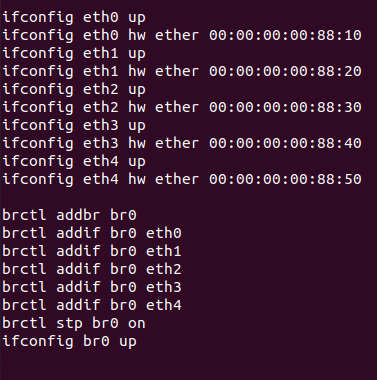 ifconfig eth0 up
ifconfig eth0 hw ether 00:00:00:00:88:10
ifconfig eth1 up
ifconfig eth1 hw ether 00:00:00:00:88:20
ifconfig eth2 up
ifconfig eth2 hw ether 00:00:00:00:88:30
ifconfig eth3 up
ifconfig eth3 hw ether 00:00:00:00:88:40
ifconfig eth4 up
ifconfig eth4 hw ether 00:00:00:00:88:50

brctl addbr br0
brctl addif br0 eth0
brctl addif br0 eth1
brctl addif br0 eth2
brctl addif br0 eth3
brctl addif br0 eth4
brctl stp br0 on
ifconfig br0 up